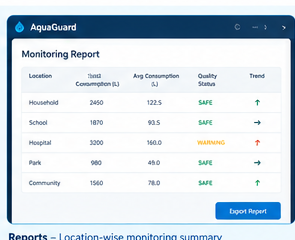 AquaGuard
Monitoring Report
Location Total Consumption (L) Avg Consumption (L) Quality Status Trend
Household 2450 122.5 SAFE ↑
School 1870 93.5 SAFE →
Hospital 3200 160.0 WARNING ↑
Park 980 49.0 SAFE →
Community 1560 78.0 SAFE ↑
Export Report
Reports – Location-wise monitoring summary